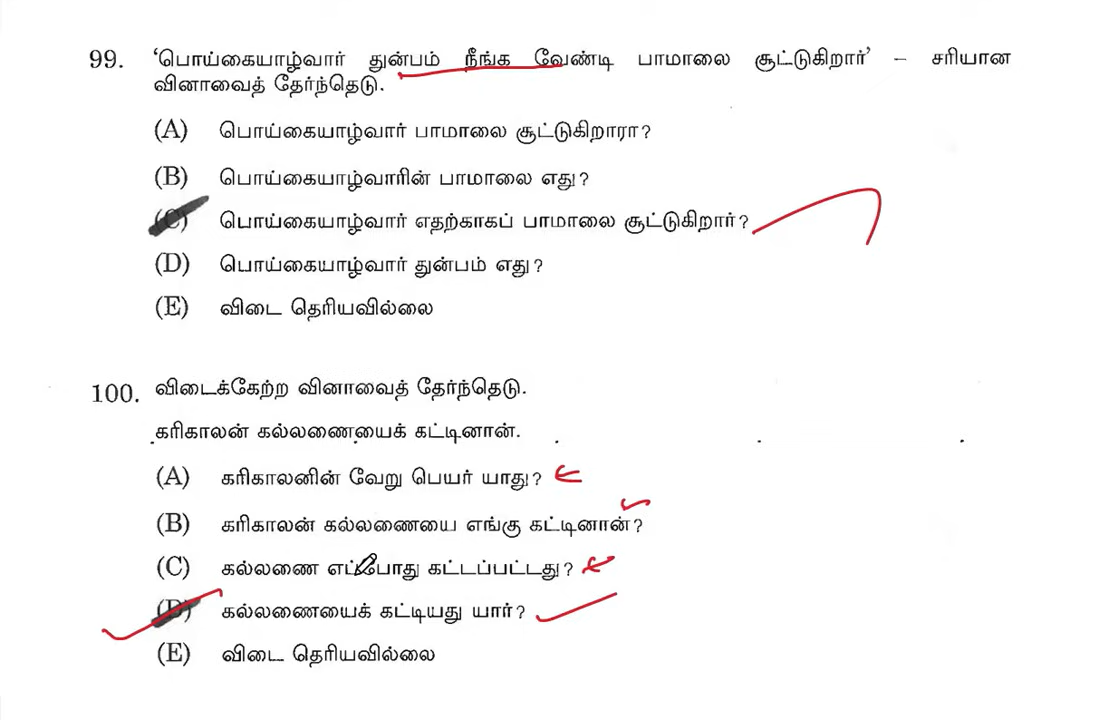 99. 'பொய்கையாழ்வார் துன்பம் நீங்க வேண்டி பாமாலை சூட்டுகிறார்' – சரியான
வினாவைத் தேர்ந்தெடு.
(A) பொய்கையாழ்வார் பாமாலை சூட்டுகிறாரா?
(B) பொய்கையாழ்வாரின் பாமாலை எது?
(C) பொய்கையாழ்வார் எதற்காகப் பாமாலை சூட்டுகிறார்?
(D) பொய்கையாழ்வார் துன்பம் எது?
(E) விடை தெரியவில்லை
100. விடைக்கேற்ற வினாவைத் தேர்ந்தெடு.
கரிகாலன் கல்லணையைக் கட்டினான்.
(A) கரிகாலனின் வேறு பெயர் யாது?
(B) கரிகாலன் கல்லணையை எங்கு கட்டினான்?
(C) கல்லணை எப்போது கட்டப்பட்டது?
(D) கல்லணையைக் கட்டியது யார்?
(E) விடை தெரியவில்லை